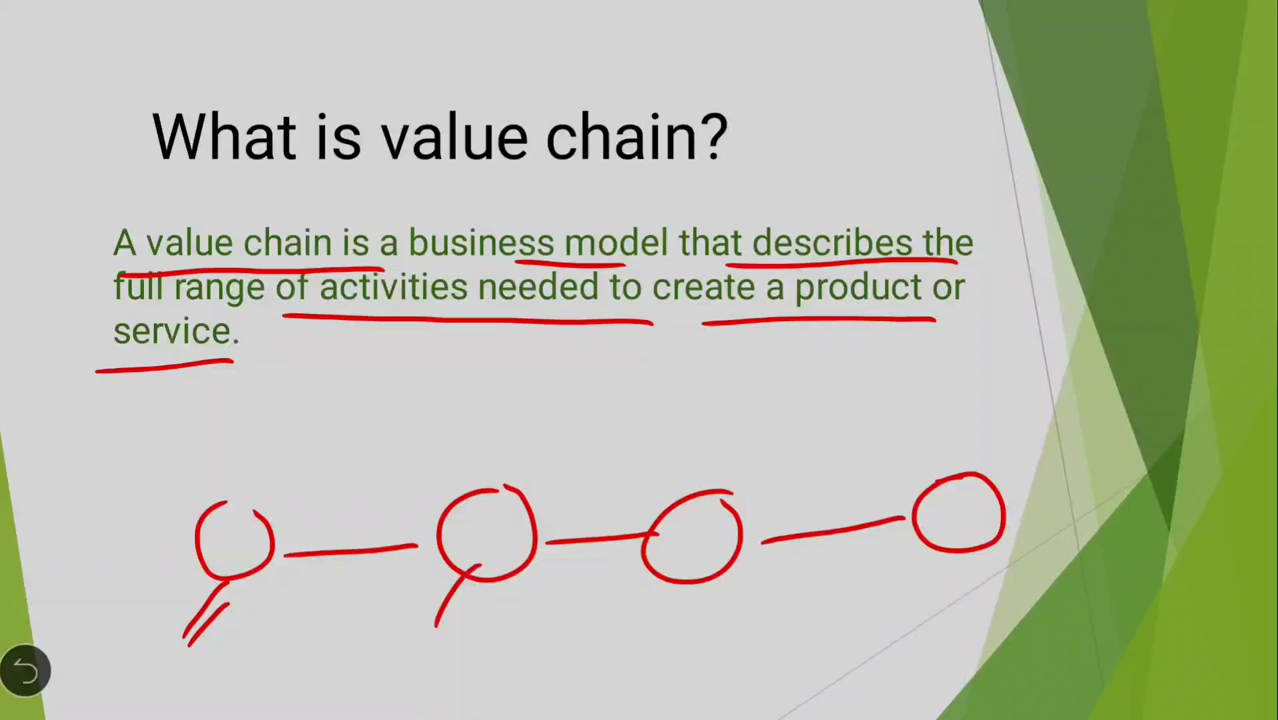 What is value chain?
A value chain is a business model that describes the
full range of activities needed to create a product or
service.